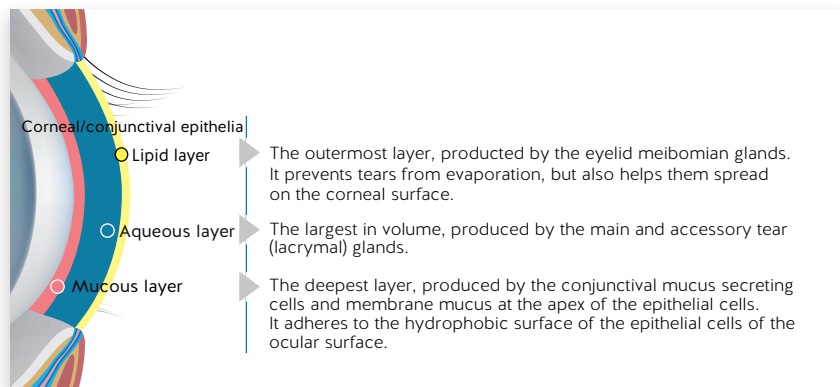 Corneal/conjunctival epithelia
Lipid layer
The outermost layer, producted by the eyelid meibomian glands.
It prevents tears from evaporation, but also helps them spread
on the corneal surface.
Aqueous layer
The largest in volume, produced by the main and accessory tear
(lacrymal) glands.
Mucous layer
The deepest layer, produced by the conjunctival mucus secreting
cells and membrane mucus at the apex of the epithelial cells.
It adheres to the hydrophobic surface of the epithelial cells of the
ocular surface.